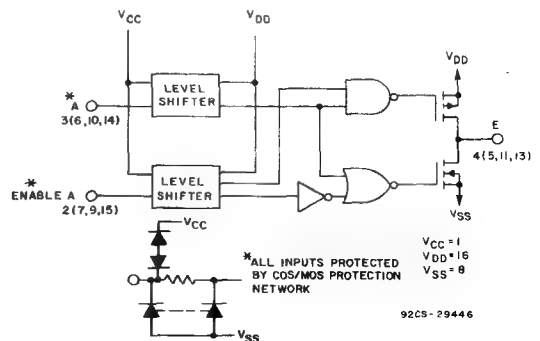 VCC
VDD
LEVEL
SHIFTER
* A
3(6,10,14)
VDD
E
4(5,11,13)
LEVEL
SHIFTER
*
ENABLE A
2(7,9,15)
VSS
VCC
*ALL INPUTS PROTECTED
BY COS/MOS PROTECTION
NETWORK
VSS
VCC=1
VDD=16
VSS=8
92CS-29446